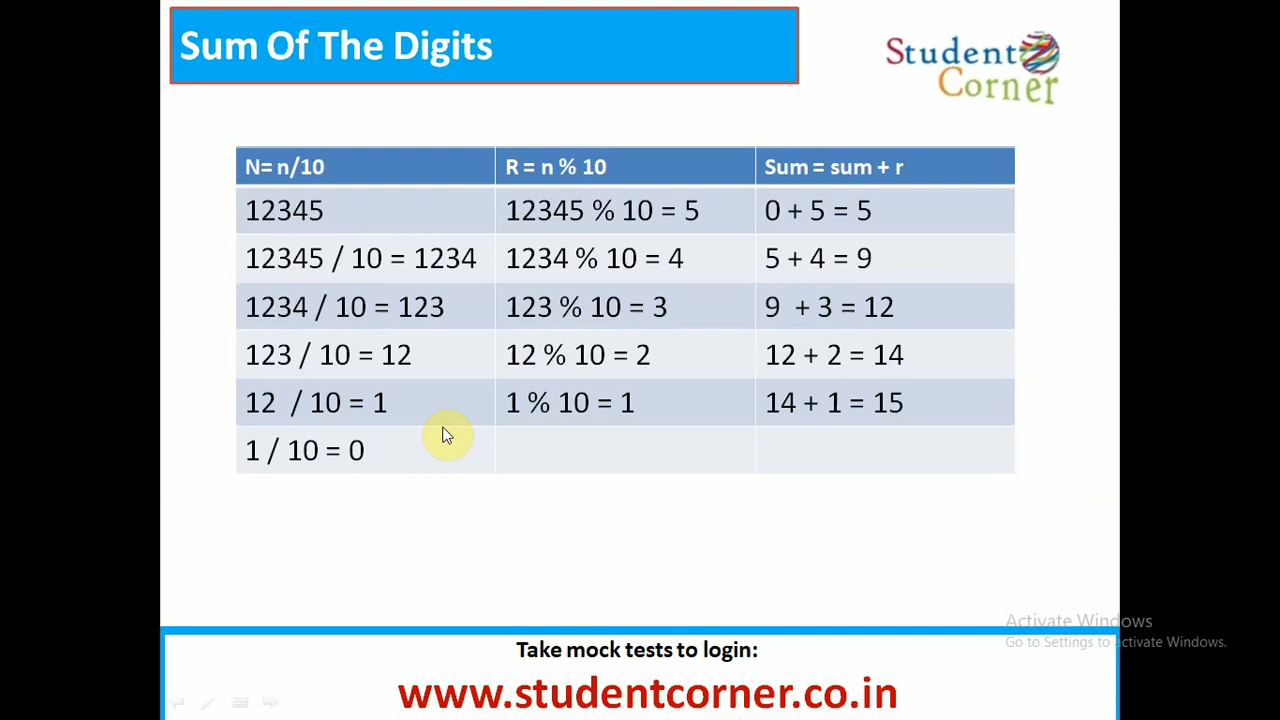 Sum Of The Digits
Student
Corner
N= n/10 R = n % 10 Sum = sum + r
12345 12345 % 10 = 5 0 + 5 = 5
12345 / 10 = 1234 1234 % 10 = 4 5 + 4 = 9
1234 / 10 = 123 123 % 10 = 3 9 + 3 = 12
123 / 10 = 12 12 % 10 = 2 12 + 2 = 14
12 / 10 = 1 1 % 10 = 1 14 + 1 = 15
1 / 10 = 0
Activate Windows
Go to Settings to activate Windows.
Take mock tests to login:
www.studentcorner.co.in